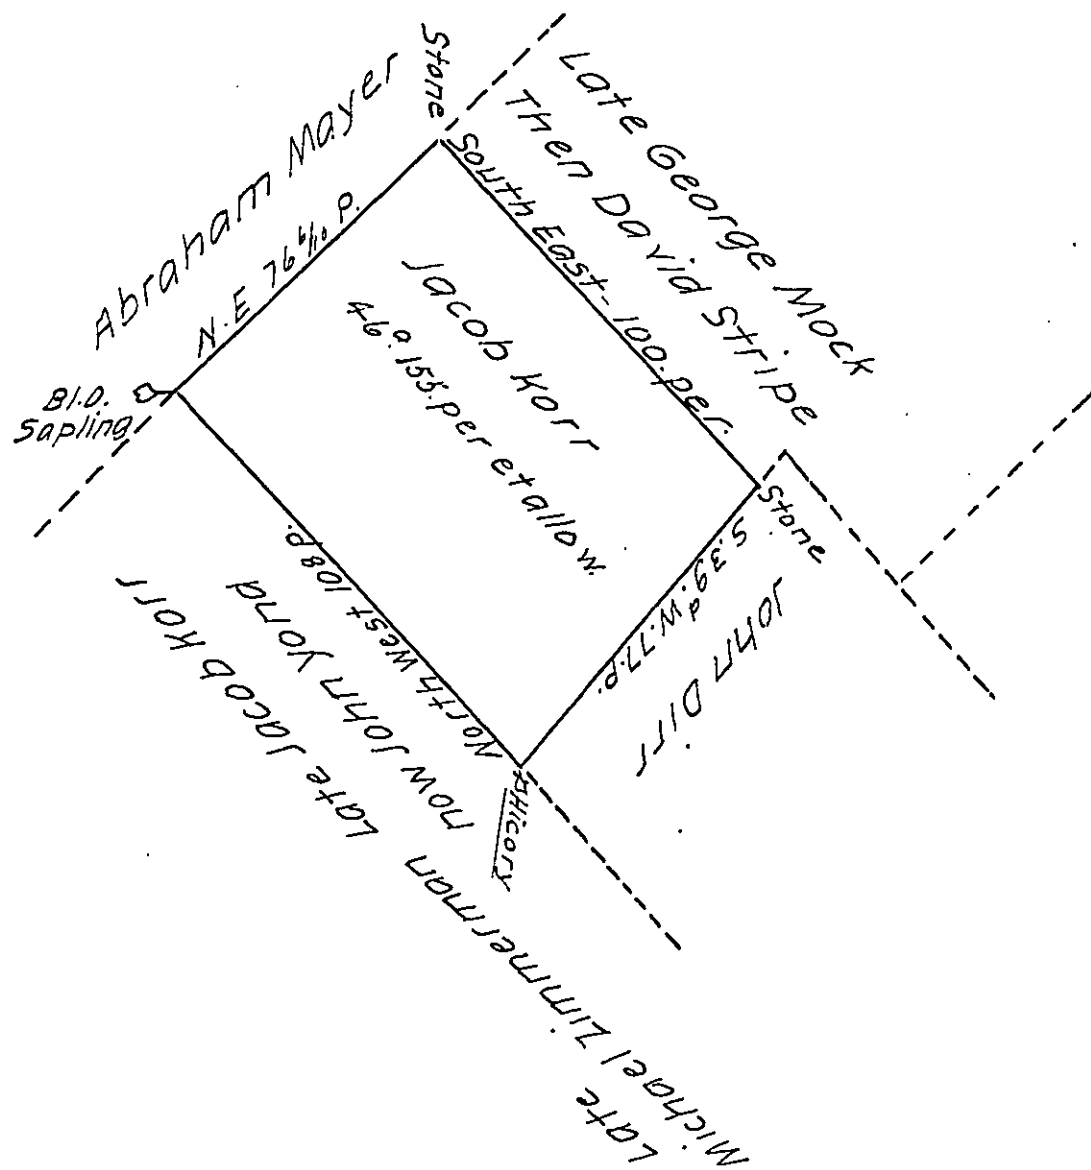 Abraham Mayer
Stone
Late George Mock
Then David Stripe
N.E 76 6/10 P.
South East - 100. per.
Jacob Korr
46a. 155. per et allow.
Bl. O.
Sapling
Stone
S. 39.d W. 77. p.
John Dirr
North West 108 p.
Late Jacob Korr
now John Yond
Hicory
Late
Michael Zimmerman